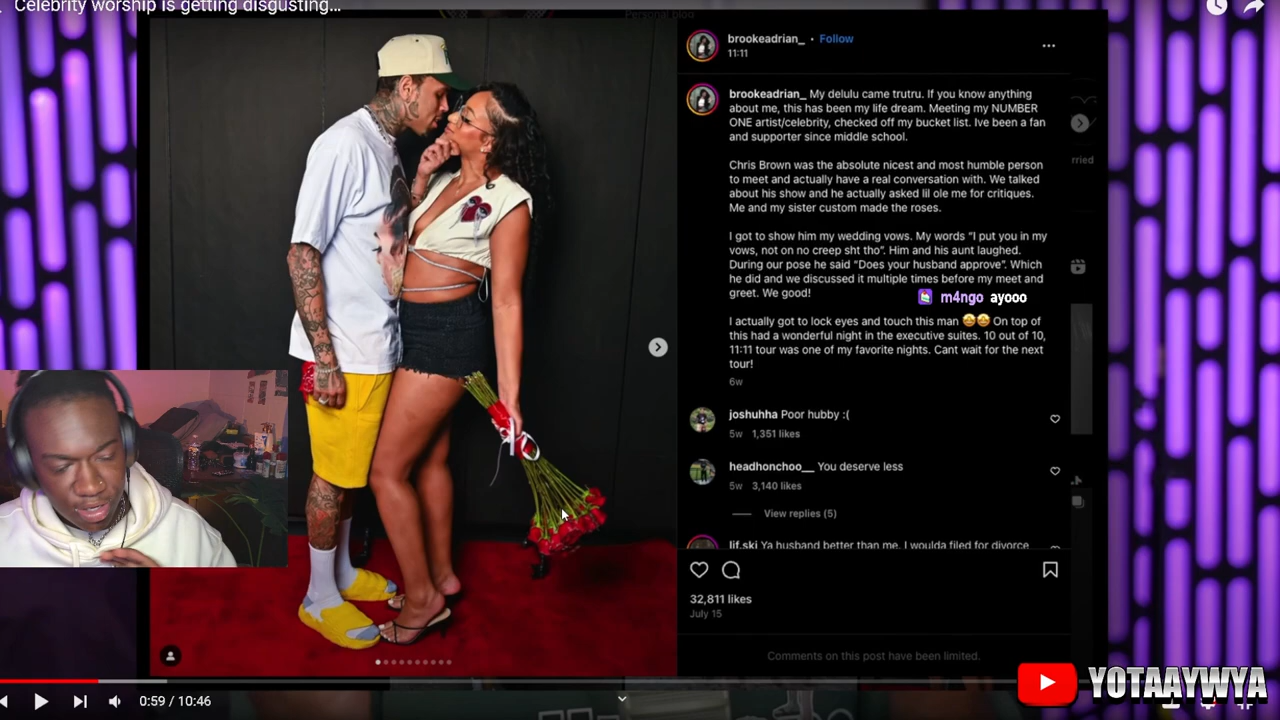 Celebrity worship is getting disgusting...
Personal blog
brookeadrian_ • Follow
11:11
brookeadrian_ My delulu came trutru. If you know anything
about me, this has been my life dream. Meeting my NUMBER
ONE artist/celebrity, checked off my bucket list. Ive been a fan
and supporter since middle school.
Chris Brown was the absolute nicest and most humble person
to meet and actually have a real conversation with. We talked
about his show and he actually asked lil ole me for critiques.
Me and my sister custom made the roses.
I got to show him my wedding vows. My words “I put you in my
vows, not on no creep sht tho”. Him and his aunt laughed.
During our pose he said “Does your husband approve”. Which
he did and we discussed it multiple times before my meet and
greet. We good!
m4ngo ayooo
I actually got to lock eyes and touch this man 🤩🤩 On top of
this had a wonderful night in the executive suites. 10 out of 10,
11:11 tour was one of my favorite nights. Cant wait for the next
tour!
6w
joshuhha Poor hubby :(
5w 1,351 likes
headhonchoo__ You deserve less
5w 3,140 likes
View replies (5)
lif.ski Ya husband better than me, I woulda filed for divorce
32,811 likes
July 15
Comments on this post have been limited.
rried
0:59 / 10:46
YOTAAYWYA